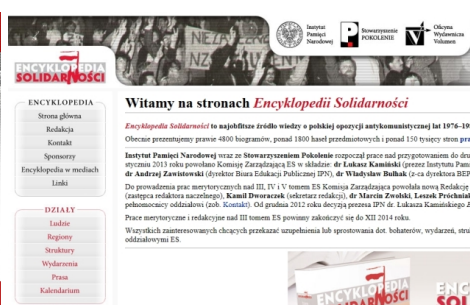 Instytut
Pamięci
Narodowej
Stowarzyszenie
POKOLENIE
Oficyna
Wydawnicza
Volumen
ENCYKLOPEDIA
SOLIDARNOŚCI
ENCYKLOPEDIA
Strona główna
Redakcja
Kontakt
Sponsorzy
Encyklopedia w mediach
Linki
DZIAŁY
Ludzie
Regiony
Struktury
Wydarzenia
Prasa
Kalendarium
Witamy na stronach Encyklopedii Solidarności
Encyklopedia Solidarności to najobfitsze źródło wiedzy o polskiej opozycji antykomunistycznej lat 1976–19
Obecnie prezentujemy prawie 4800 biogramów, ponad 1800 haseł przedmiotowych i ponad 150 tysięcy stron
Instytut Pamięci Narodowej wraz ze Stowarzyszeniem Pokolenie rozpoczął prace nad przygotowaniem do dru
styczniu 2013 roku powołano Komisję Zarządzającą ES w składzie: dr Łukasz Kamiński (prezes Instytutu Pami
dr Andrzej Zawistowski (dyrektor Biura Edukacji Publicznej IPN), dr Władysław Bułhak (z-ca dyrektora BEP
Do prowadzenia prac merytorycznych nad III, IV i V tomem ES Komisja Zarządzająca powołała nową Redakcję
(zastępca redaktora naczelnego), Kamil Dworaczek (sekretarz redakcji), dr Marcin Zwolski, Leszek Próchniak
pełnomocnicy oddziałowi (zob. Kontakt). Od grudnia 2012 roku decyzją prezesa IPN dr. Łukasza Kamińskiego
Prace merytoryczne i redakcyjne nad III tomem ES powinny zakończyć się do XII 2014 roku.
Wszystkich zainteresowanych chcących przekazać uzupełnienia lub sprostowania dot. bohaterów, wydarzeń, struk
oddziałowymi ES.